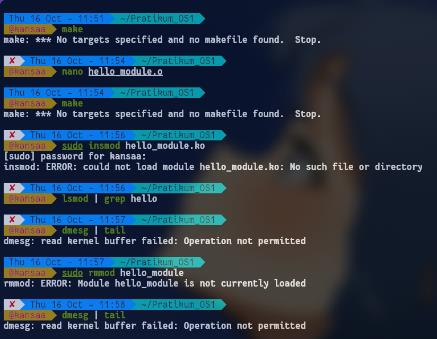 Thu 16 Oct - 11:51 ~/Pratikum_OS1
@kansaa make
make: *** No targets specified and no makefile found.  Stop.
✘ Thu 16 Oct - 11:54 ~/Pratikum_OS1
@kansaa nano hello_module.o
Thu 16 Oct - 11:54 ~/Pratikum_OS1
@kansaa make
make: *** No targets specified and no makefile found.  Stop.
✘ Thu 16 Oct - 11:56 ~/Pratikum_OS1
@kansaa sudo insmod hello_module.ko
[sudo] password for kansaa:
insmod: ERROR: could not load module hello_module.ko: No such file or directory
✘ Thu 16 Oct - 11:56 ~/Pratikum_OS1
@kansaa lsmod | grep hello
✘ Thu 16 Oct - 11:57 ~/Pratikum_OS1
@kansaa dmesg | tail
dmesg: read kernel buffer failed: Operation not permitted
Thu 16 Oct - 11:57 ~/Pratikum_OS1
@kansaa sudo rmmod hello_module
rmmod: ERROR: Module hello_module is not currently loaded
✘ Thu 16 Oct - 11:58 ~/Pratikum_OS1
@kansaa dmesg | tail
dmesg: read kernel buffer failed: Operation not permitted